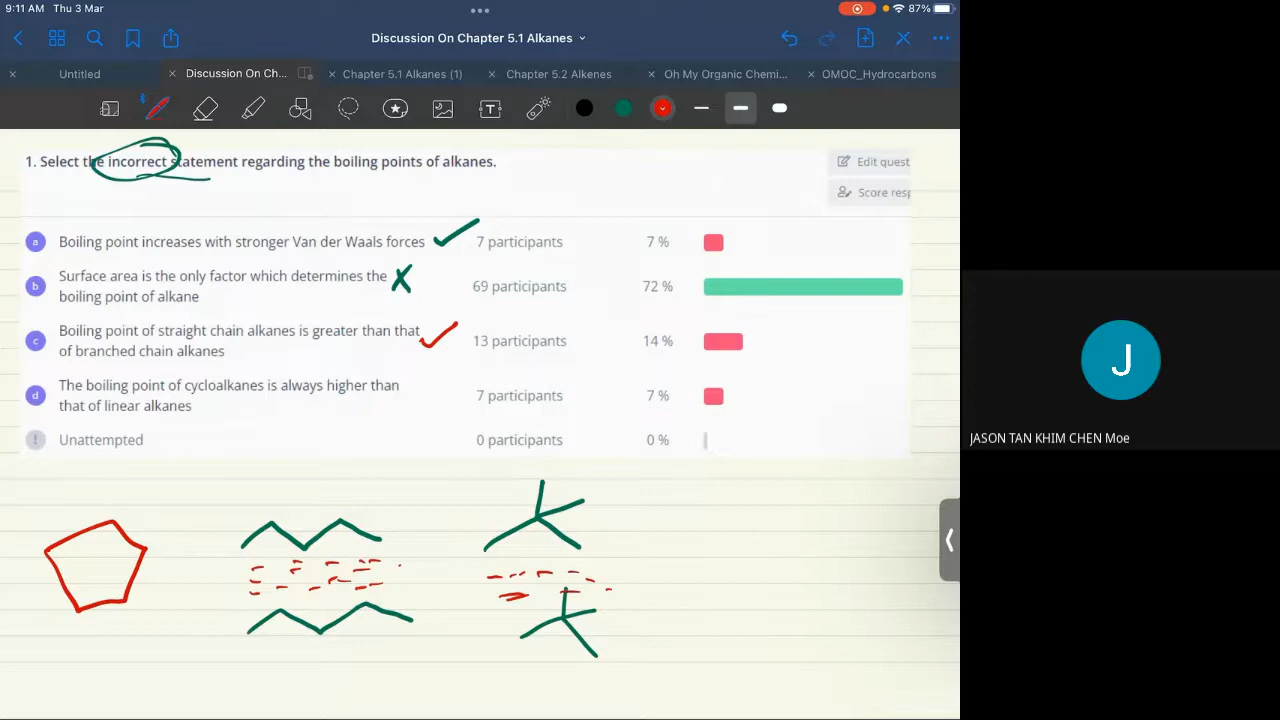 9:11 AM Thu 3 Mar
87%
Discussion On Chapter 5.1 Alkanes
Untitled
Discussion On Ch...
Chapter 5.1 Alkanes (1)
Chapter 5.2 Alkenes
Oh My Organic Chemi...
OMOC_Hydrocarbons
1. Select the incorrect statement regarding the boiling points of alkanes.
Edit quest
Score resp
a Boiling point increases with stronger Van der Waals forces 7 participants 7 %
b Surface area is the only factor which determines the
boiling point of alkane 69 participants 72 %
c Boiling point of straight chain alkanes is greater than that
of branched chain alkanes 13 participants 14 %
d The boiling point of cycloalkanes is always higher than
that of linear alkanes 7 participants 7 %
! Unattempted 0 participants 0 %
J
JASON TAN KHIM CHEN Moe